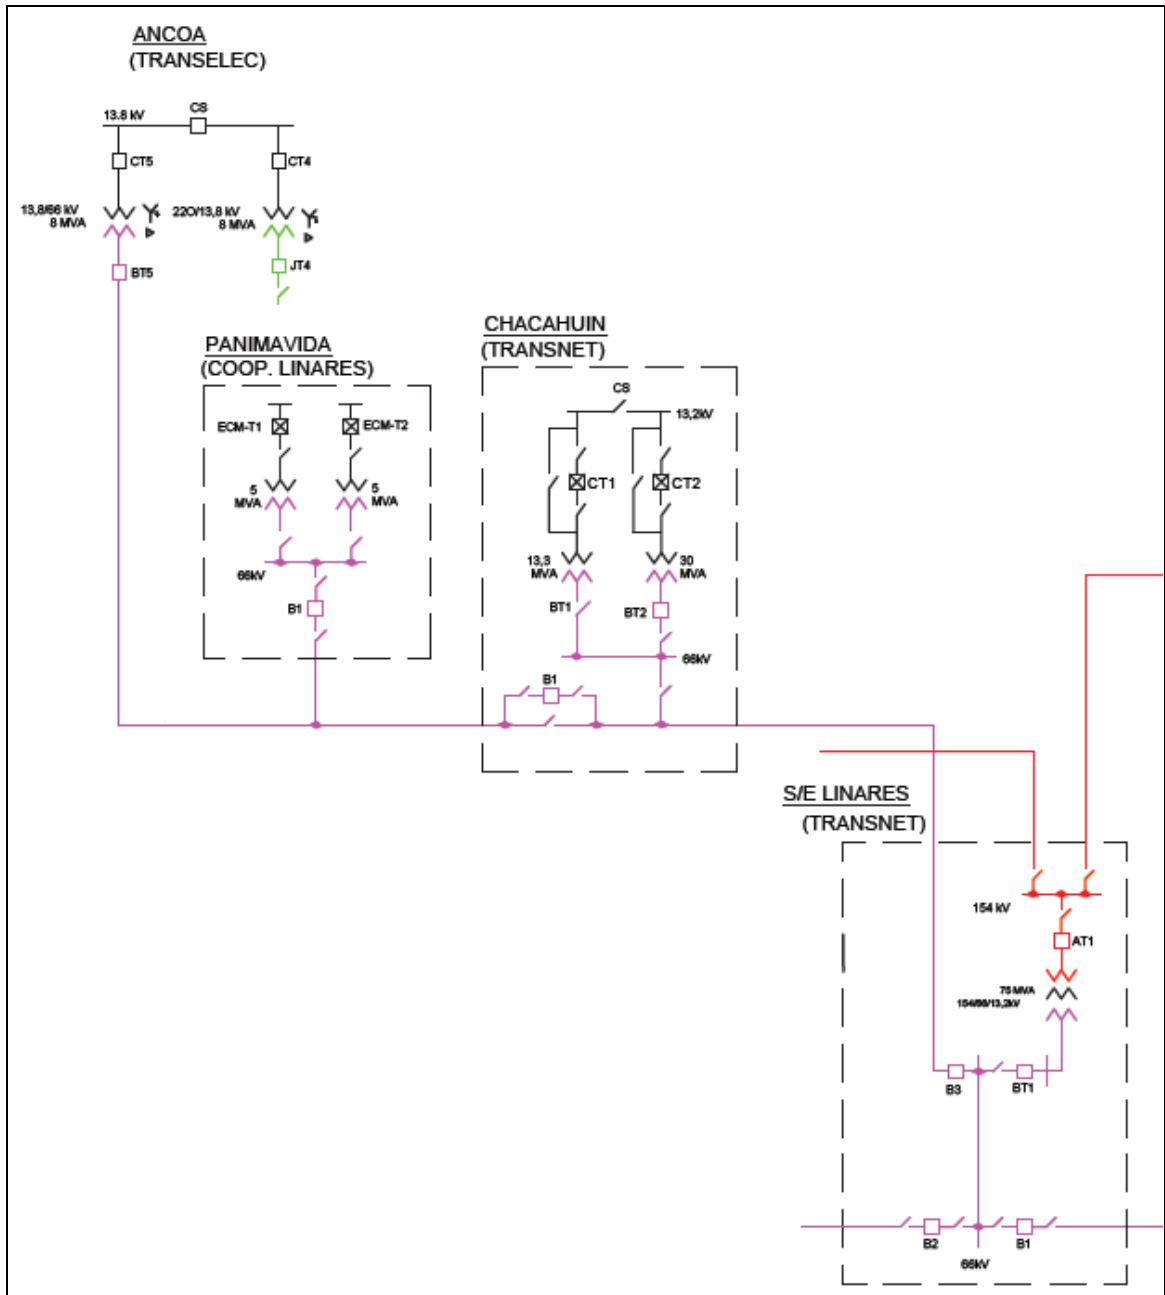 ANCOA
(TRANSELEC)
CS
13.8 kV
CT5
CT4
13,8/66 kV
8 MVA
220/13,8 kV
8 MVA
BT5
JT4
PANIMAVIDA
(COOP. LINARES)
ECM-T1
ECM-T2
5
MVA
5
MVA
66kV
B1
CHACAHUIN
(TRANSNET)
CS
13,2kV
CT1
CT2
13,3
MVA
30
MVA
BT1
BT2
66kV
B1
S/E LINARES
(TRANSNET)
154 kV
AT1
75 MVA
154/66/13,2kV
B3
BT1
B2
B1
66kV